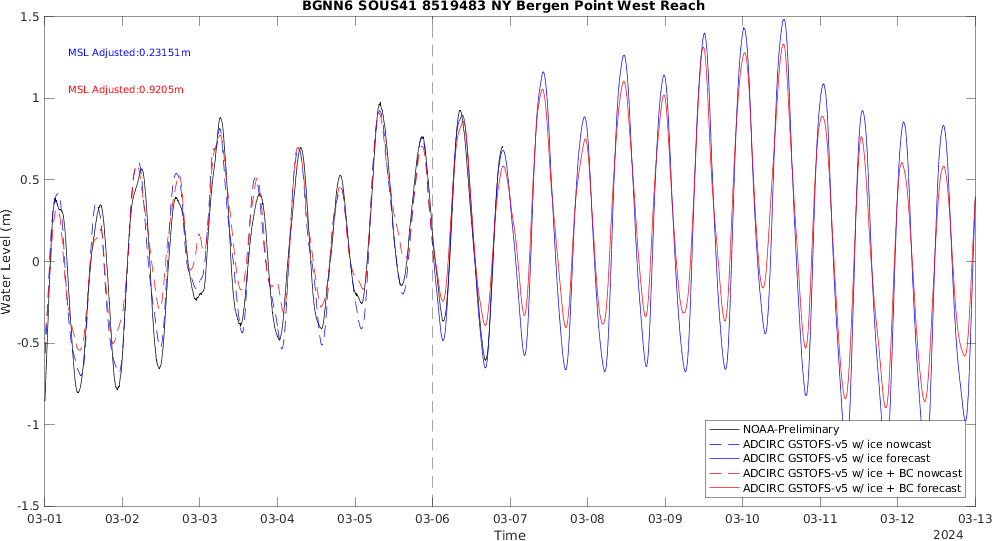 BGNN6 SOUS41 8519483 NY Bergen Point West Reach
MSL Adjusted:0.23151m
MSL Adjusted:0.9205m
Water Level (m)
1.5
1
0.5
0
-0.5
-1
-1.5
NOAA-Preliminary
ADCIRC GSTOFS-v5 w/ ice nowcast
ADCIRC GSTOFS-v5 w/ ice forecast
ADCIRC GSTOFS-v5 w/ ice + BC nowcast
ADCIRC GSTOFS-v5 w/ ice + BC forecast
03-01 03-02 03-03 03-04 03-05 03-06 03-07 03-08 03-09 03-10 03-11 03-12 03-13
Time
2024